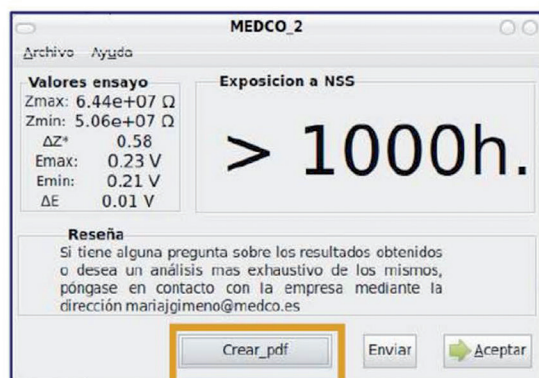 MEDCO_2
Archivo Ayuda
Valores ensayo
Zmax: 6.44e+07 Ω
Zmin: 5.06e+07 Ω
ΔZ* 0.58
Emax: 0.23 V
Emin: 0.21 V
ΔE 0.01 V
Exposicion a NSS
> 1000h.
Reseña
Si tiene alguna pregunta sobre los resultados obtenidos
o desea un análisis mas exhaustivo de los mismos,
póngase en contacto con la empresa mediante la
dirección mariajgimeno@medco.es
Crear_pdf
Enviar
Aceptar